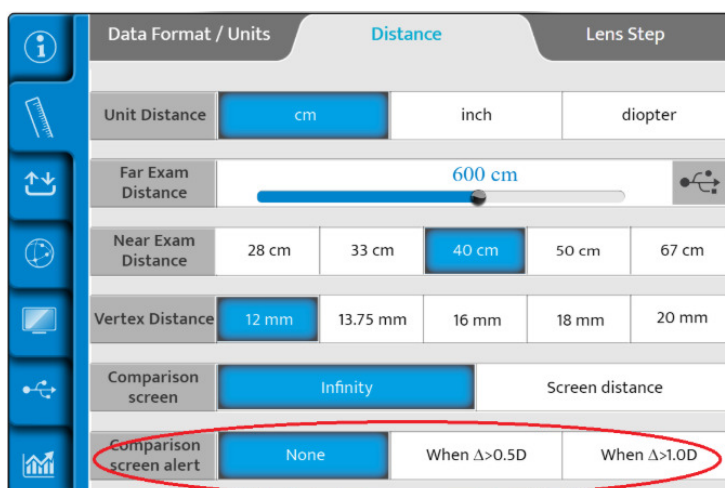 Data Format / Units Distance Lens Step
Unit Distance cm inch diopter
Far Exam
Distance
600 cm
Near Exam
Distance
28 cm 33 cm 40 cm 50 cm 67 cm
Vertex Distance 12 mm 13.75 mm 16 mm 18 mm 20 mm
Comparison
screen
Infinity Screen distance
Comparison
screen alert
None When Δ>0.5D When Δ>1.0D